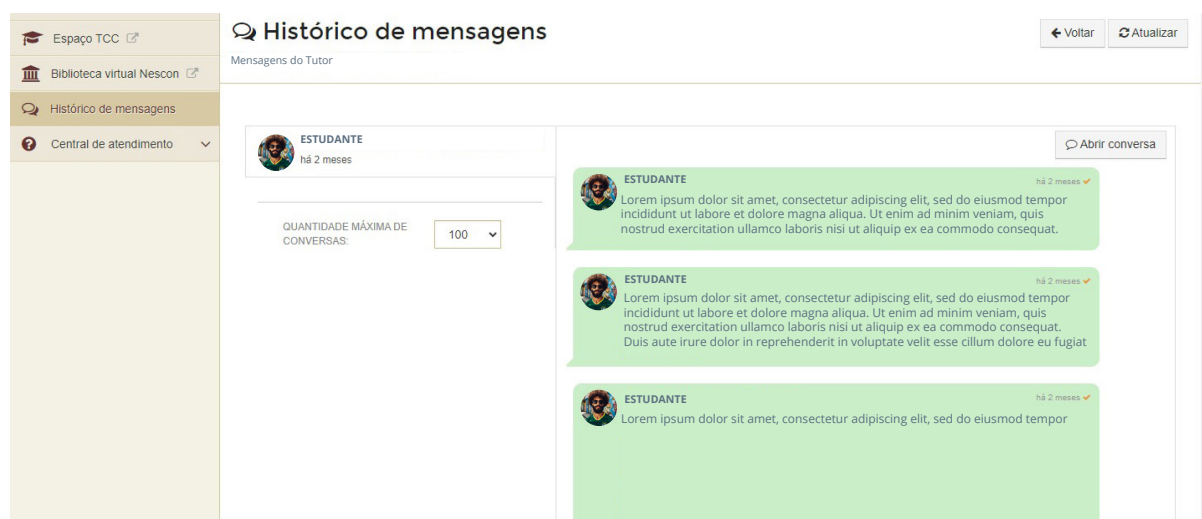 Espaço TCC
Biblioteca virtual Nescon
Histórico de mensagens
Central de atendimento
Histórico de mensagens
Mensagens do Tutor
Voltar
Atualizar
ESTUDANTE
há 2 meses
QUANTIDADE MÁXIMA DE
CONVERSAS:
100
Abrir conversa
ESTUDANTE
há 2 meses
Lorem ipsum dolor sit amet, consectetur adipiscing elit, sed do eiusmod tempor
incididunt ut labore et dolore magna aliqua. Ut enim ad minim veniam, quis
nostrud exercitation ullamco laboris nisi ut aliquip ex ea commodo consequat.
ESTUDANTE
há 2 meses
Lorem ipsum dolor sit amet, consectetur adipiscing elit, sed do eiusmod tempor
incididunt ut labore et dolore magna aliqua. Ut enim ad minim veniam, quis
nostrud exercitation ullamco laboris nisi ut aliquip ex ea commodo consequat.
Duis aute irure dolor in reprehenderit in voluptate velit esse cillum dolore eu fugiat
ESTUDANTE
há 2 meses
Lorem ipsum dolor sit amet, consectetur adipiscing elit, sed do eiusmod tempor